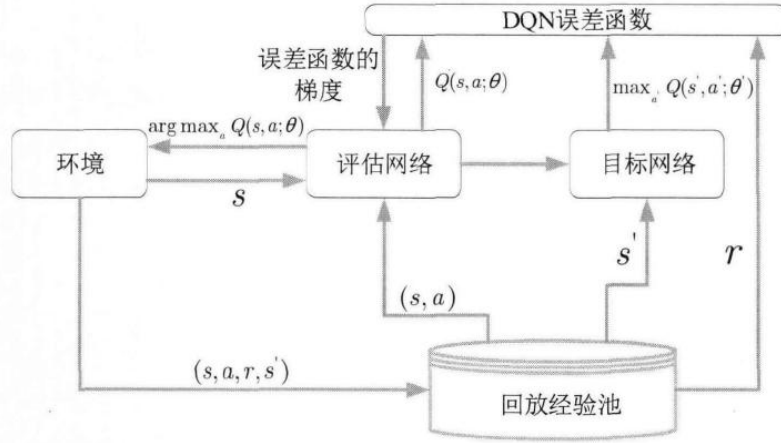 DQN误差函数
误差函数的
梯度
Q(s,a;θ)
max_a' Q(s',a';θ')
arg max_a Q(s,a;θ)
环境
评估网络
目标网络
s
s'
r
(s,a)
(s,a,r,s')
回放经验池